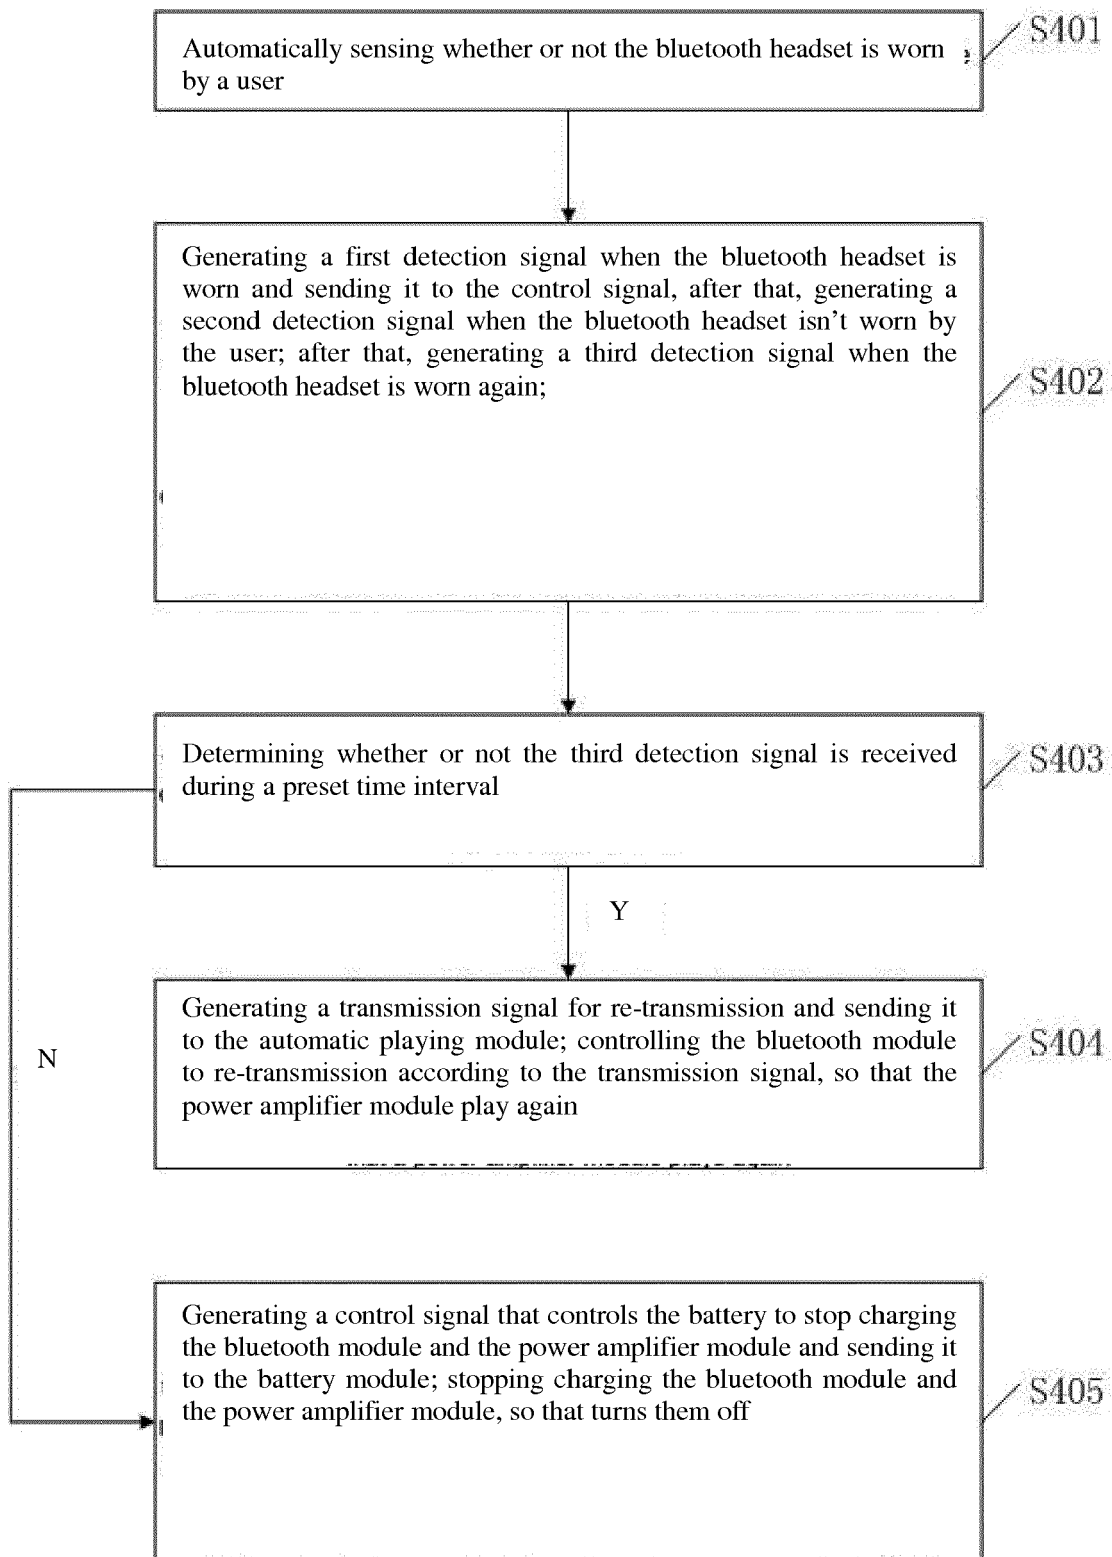 Automatically sensing whether or not the bluetooth headset is worn
by a user
S401
Generating a first detection signal when the bluetooth headset is
worn and sending it to the control signal, after that, generating a
second detection signal when the bluetooth headset isn't worn by
the user; after that, generating a third detection signal when the
bluetooth headset is worn again;
S402
Determining whether or not the third detection signal is received
during a preset time interval
S403
Y
Generating a transmission signal for re-transmission and sending it
to the automatic playing module; controlling the bluetooth module
to re-transmission according to the transmission signal, so that the
power amplifier module play again
S404
N
Generating a control signal that controls the battery to stop charging
the bluetooth module and the power amplifier module and sending it
to the battery module; stopping charging the bluetooth module and
the power amplifier module, so that turns them off
S405